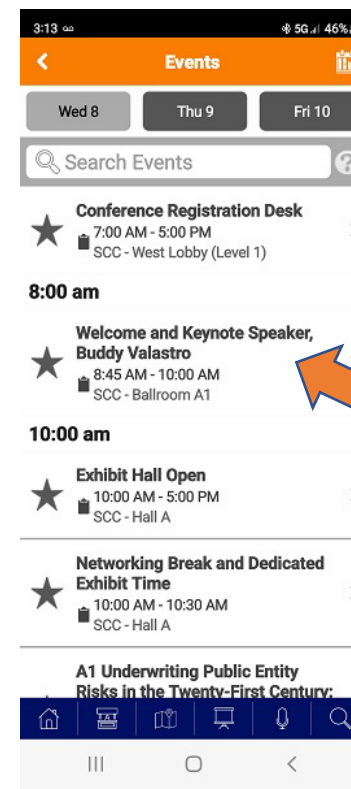 3:13
5G 46%
Events
Wed 8
Thu 9
Fri 10
Search Events
?
Conference Registration Desk
7:00 AM - 5:00 PM
SCC - West Lobby (Level 1)
8:00 am
Welcome and Keynote Speaker,
Buddy Valastro
8:45 AM - 10:00 AM
SCC - Ballroom A1
10:00 am
Exhibit Hall Open
10:00 AM - 5:00 PM
SCC - Hall A
Networking Break and Dedicated
Exhibit Time
10:00 AM - 10:30 AM
SCC - Hall A
A1 Underwriting Public Entity
Risks in the Twenty-First Century: